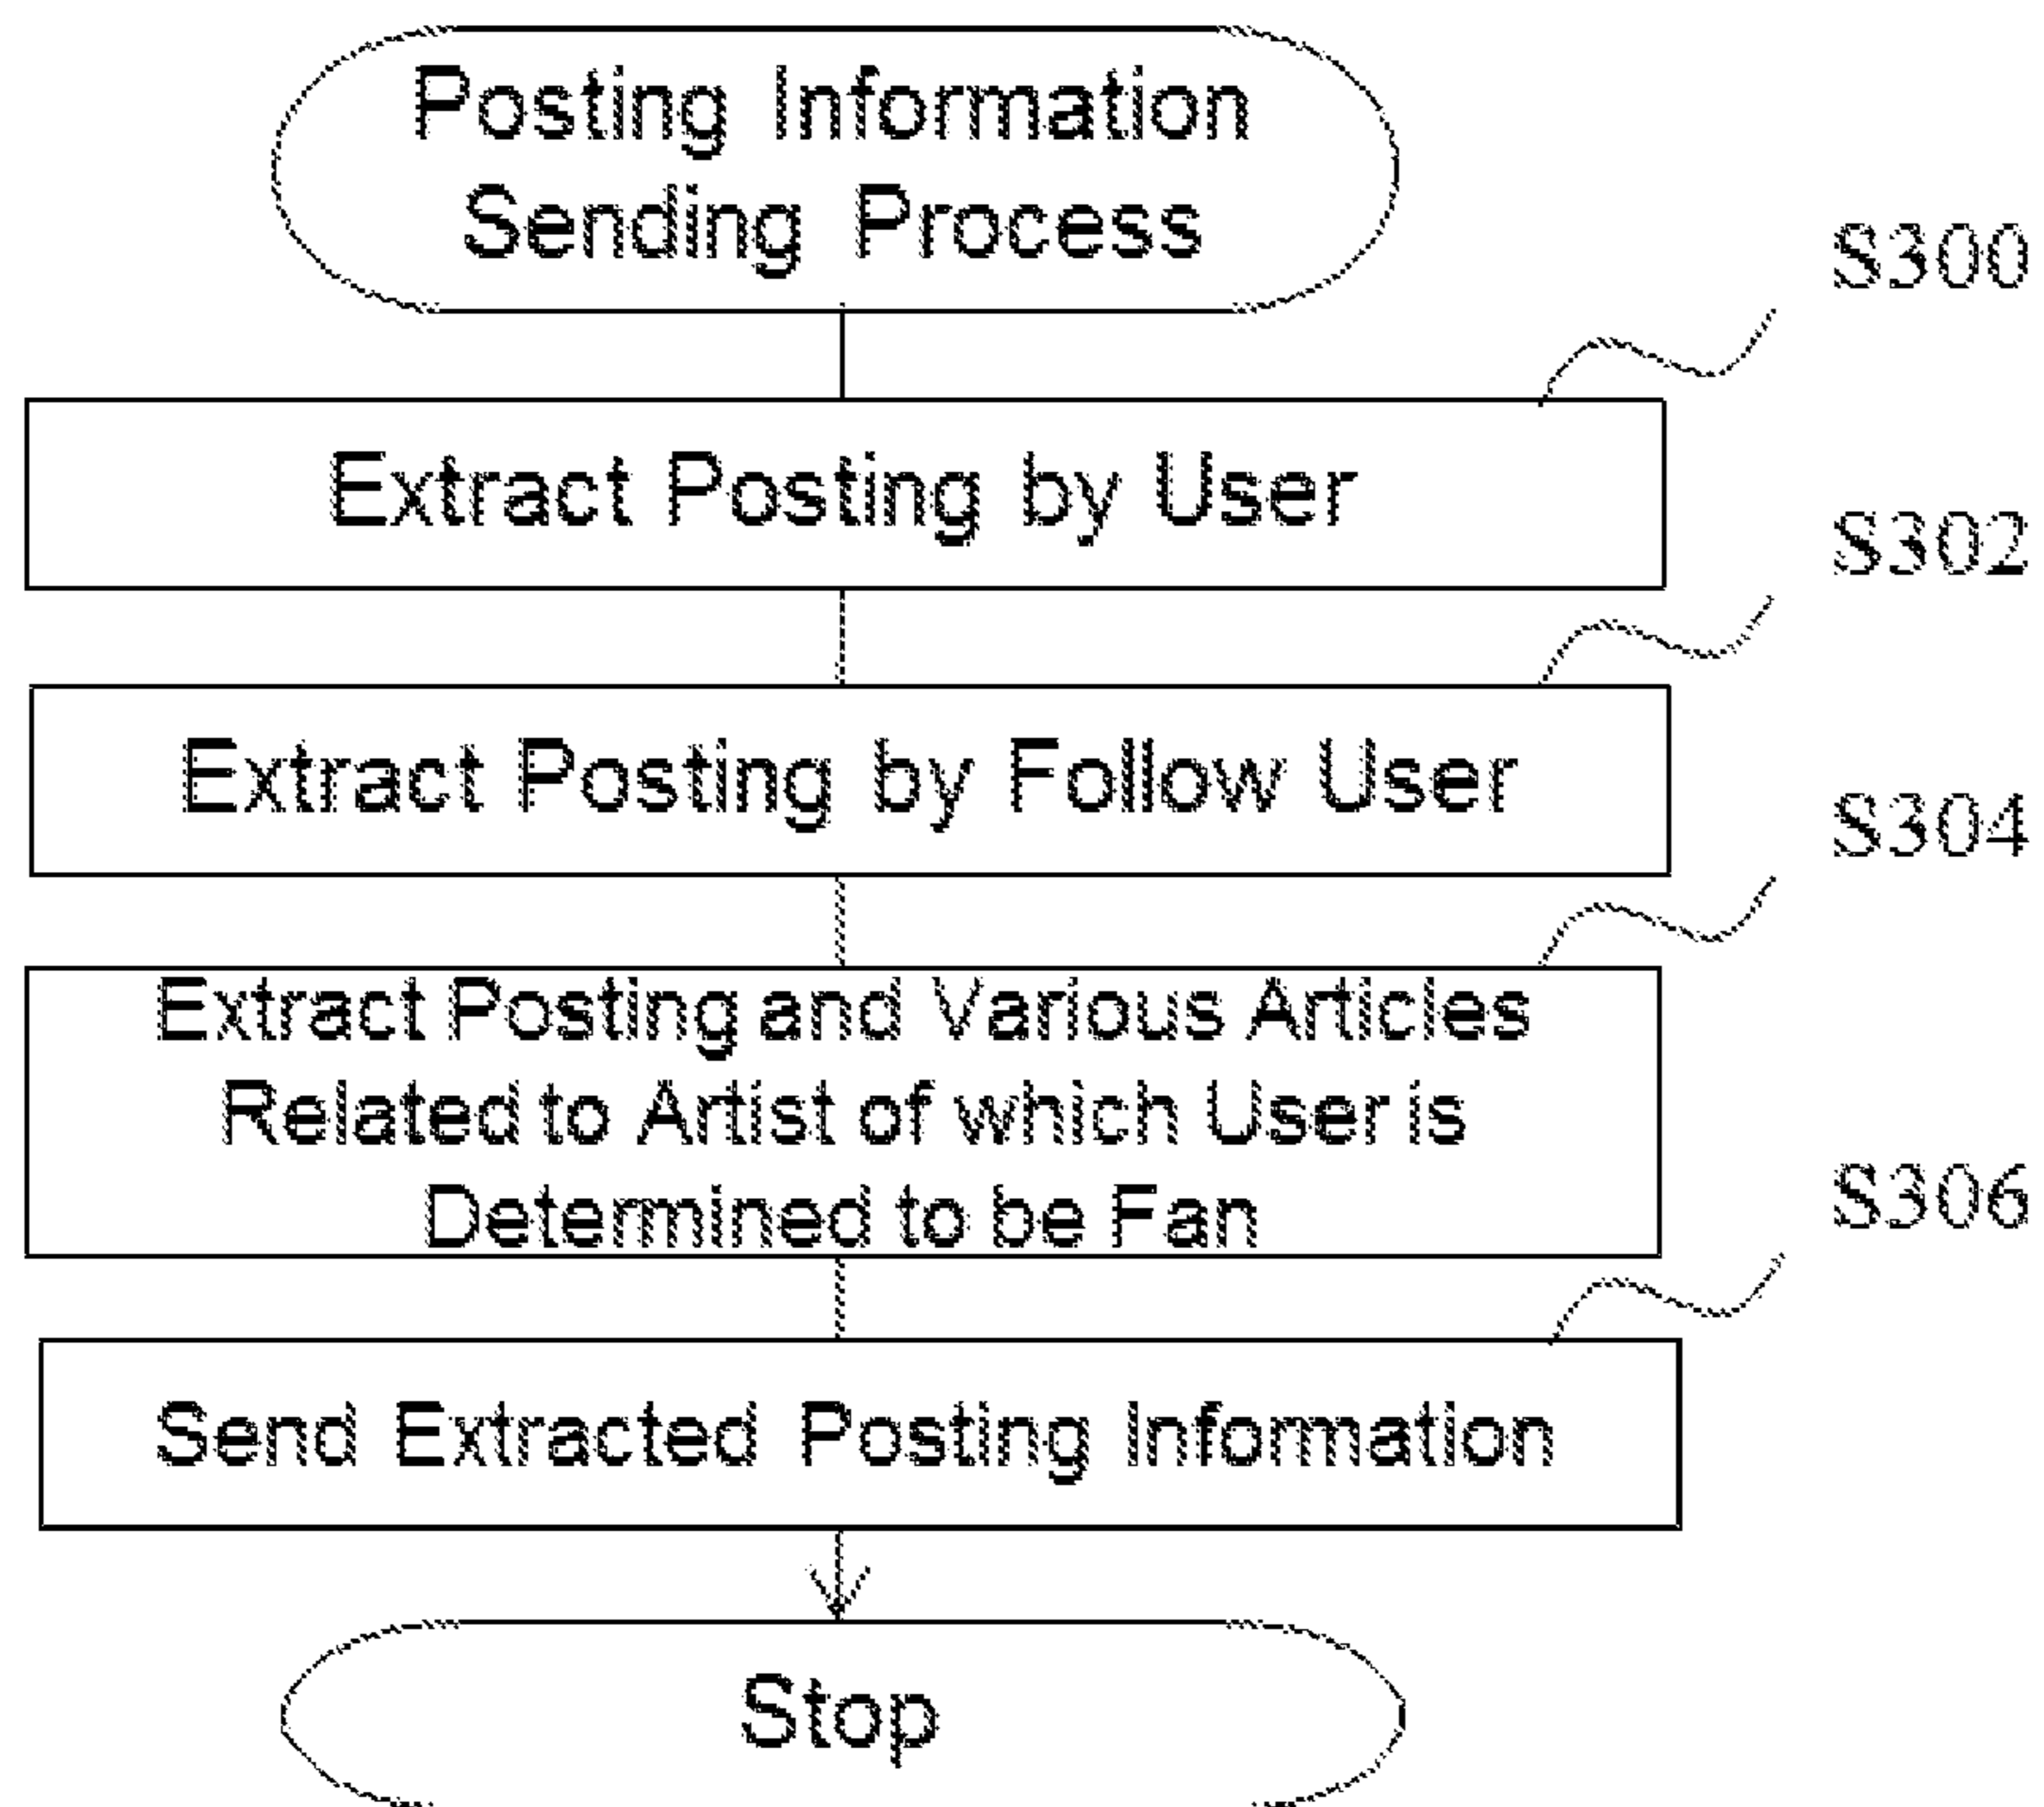 Posting Information
Sending Process
S300
Extract Posting by User
S302
Extract Posting by Follow User
S304
Extract Posting and Various Articles
Related to Artist of which User is
Determined to be Fan
S306
Send Extracted Posting Information
Stop